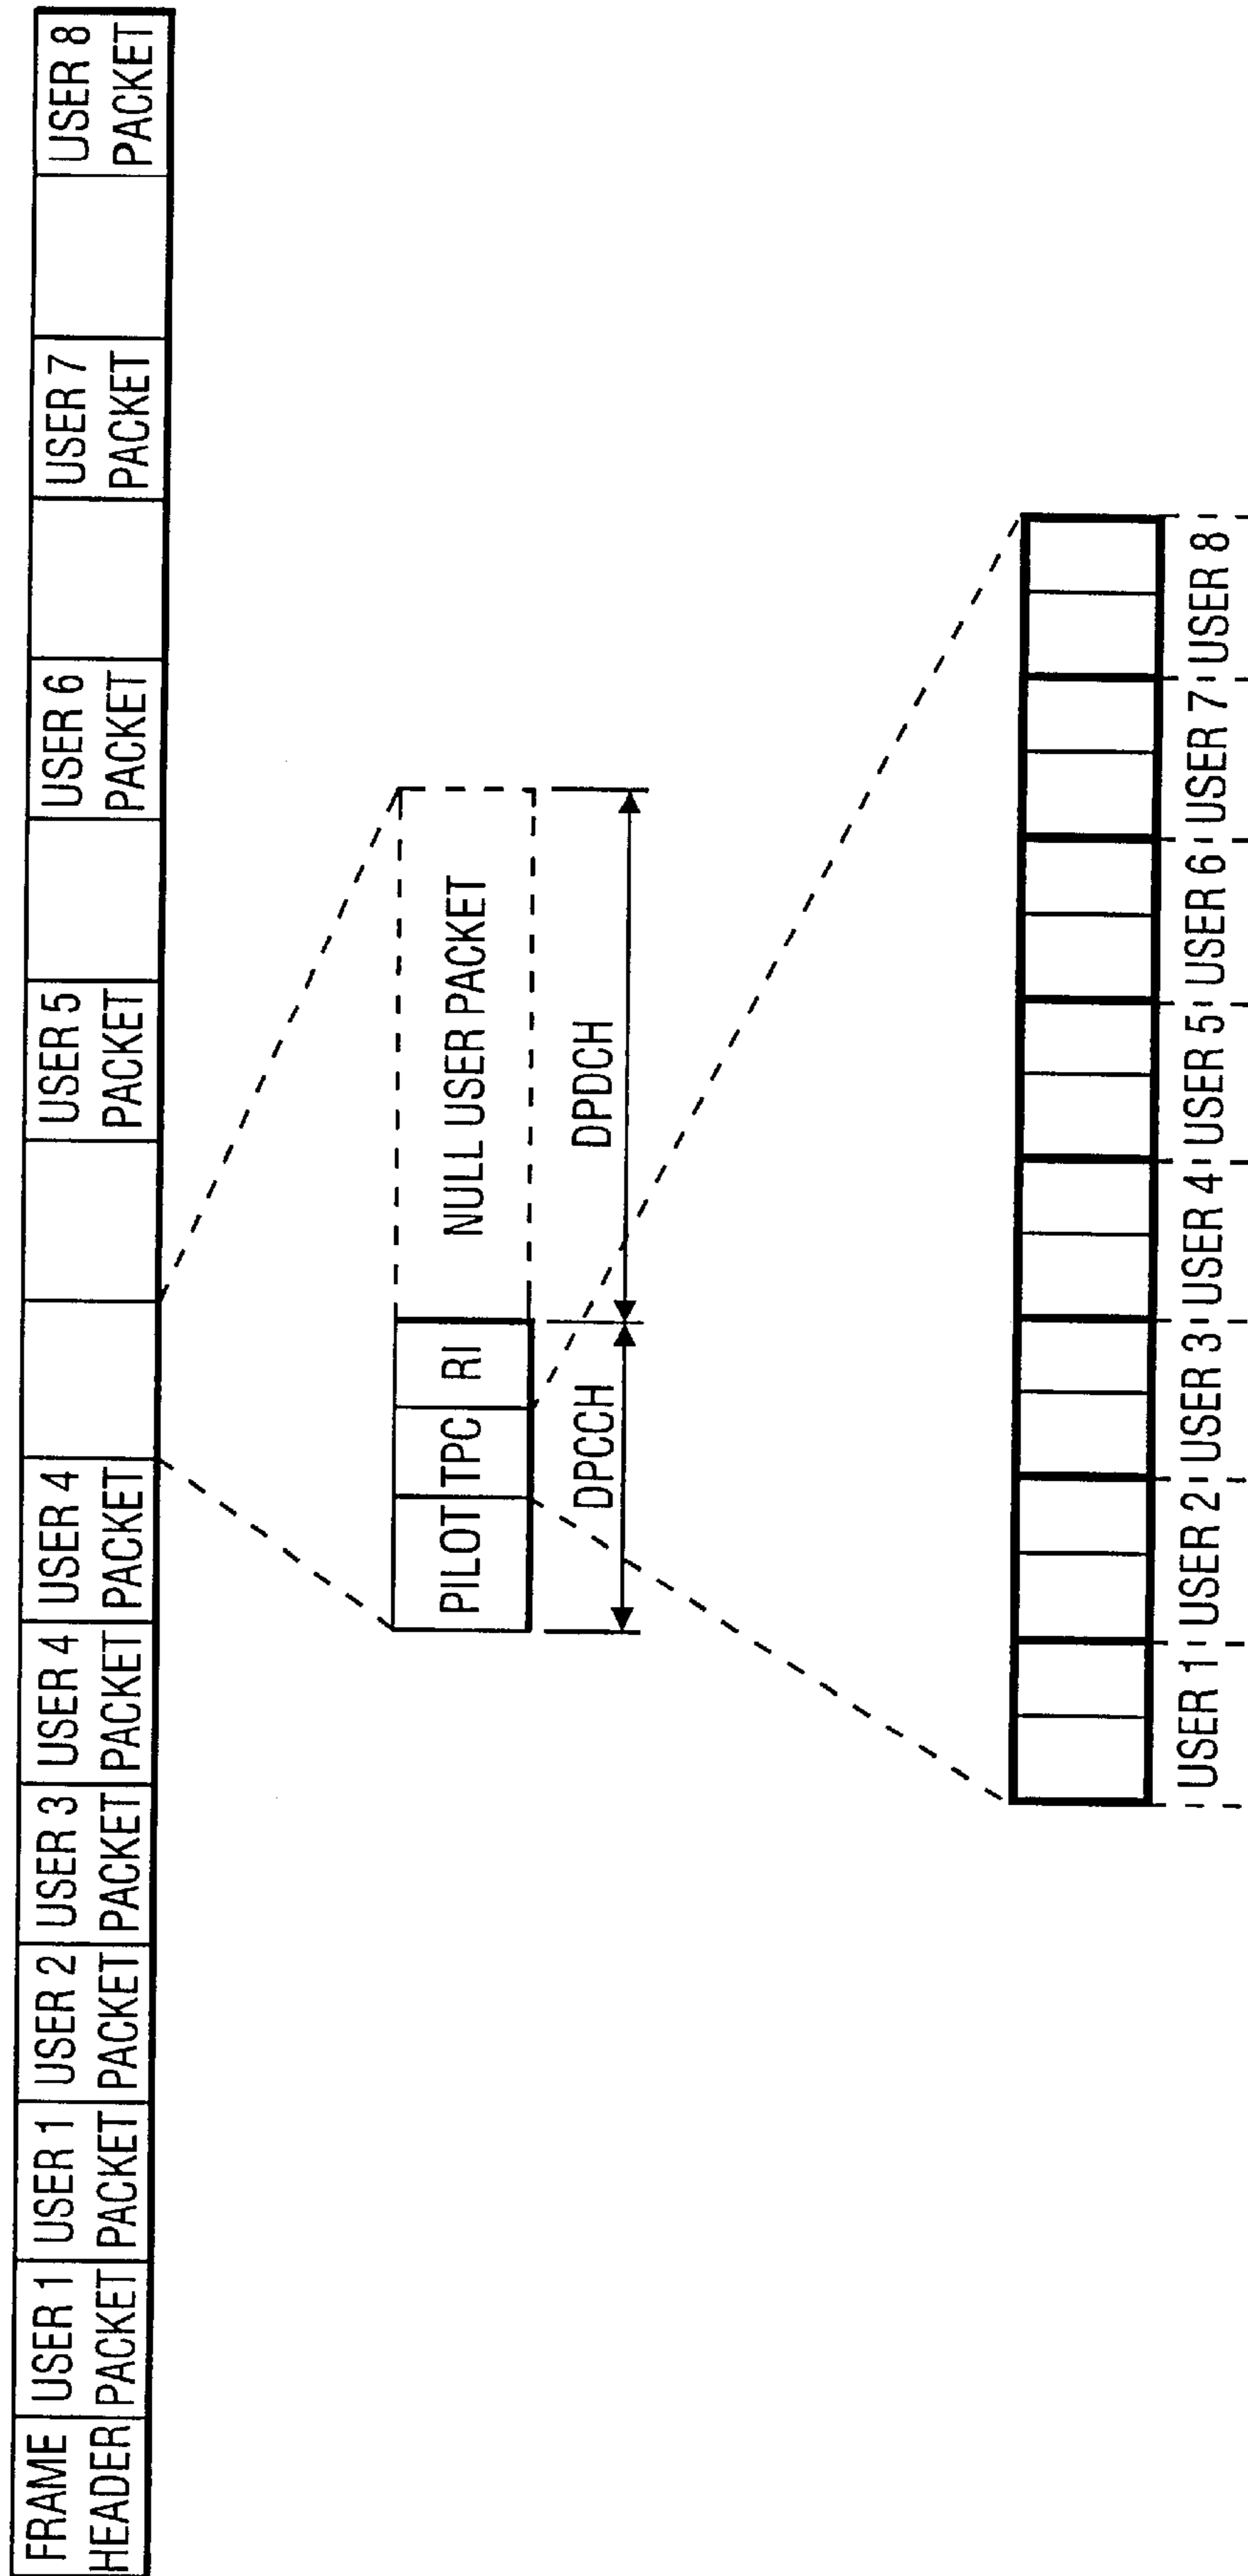 FRAME
HEADER
USER 1
PACKET
USER 1
PACKET
USER 2
PACKET
USER 3
PACKET
USER 4
PACKET
USER 4
PACKET
USER 5
PACKET
USER 6
PACKET
USER 7
PACKET
USER 8
PACKET
PILOT
TPC
RI
NULL USER PACKET
DPCCH
DPDCH
USER 1
USER 2
USER 3
USER 4
USER 5
USER 6
USER 7
USER 8